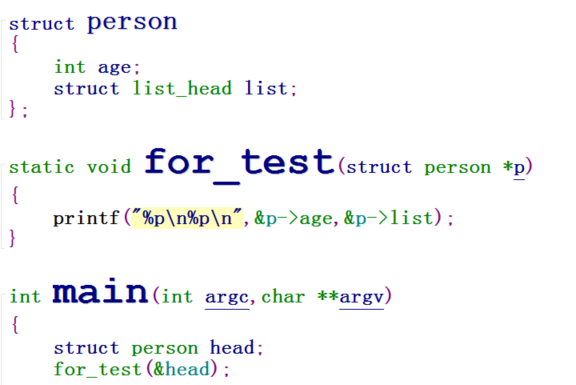 struct person
{
    int age;
    struct list_head list;
};
static void for_test(struct person *p)
{
    printf("%p\n%p\n",&p->age,&p->list);
}
int main(int argc,char **argv)
{
    struct person head;
    for_test(&head);